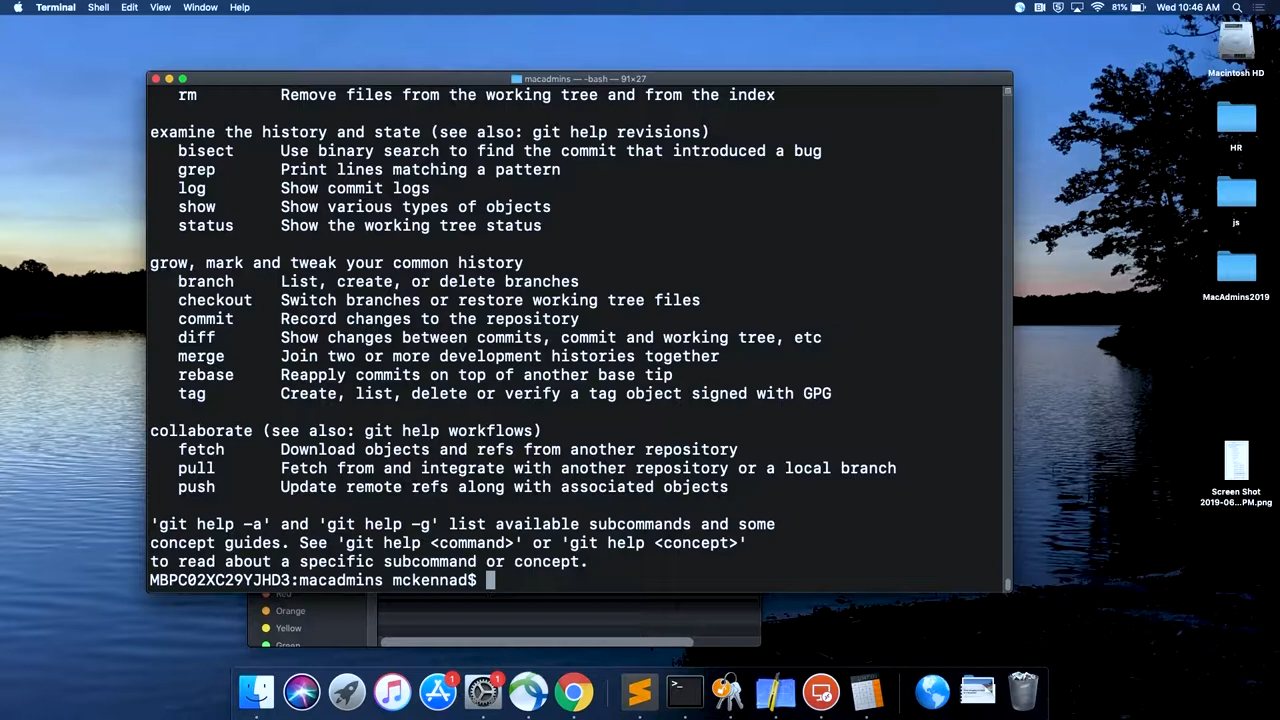 Terminal Shell Edit View Window Help
81% Wed 10:46 AM
macadmins — -bash — 91×27
rm Remove files from the working tree and from the index
examine the history and state (see also: git help revisions)
bisect Use binary search to find the commit that introduced a bug
grep Print lines matching a pattern
log Show commit logs
show Show various types of objects
status Show the working tree status
grow, mark and tweak your common history
branch List, create, or delete branches
checkout Switch branches or restore working tree files
commit Record changes to the repository
diff Show changes between commits, commit and working tree, etc
merge Join two or more development histories together
rebase Reapply commits on top of another base tip
tag Create, list, delete or verify a tag object signed with GPG
collaborate (see also: git help workflows)
fetch Download objects and refs from another repository
pull Fetch from and integrate with another repository or a local branch
push Update remote refs along with associated objects
'git help -a' and 'git help -g' list available subcommands and some
concept guides. See 'git help <command>' or 'git help <concept>'
to read about a specific subcommand or concept.
MBPC02XC29YJHD3:macadmins mckennad$
Macintosh HD
HR
js
MacAdmins2019
Screen Shot
2019-06...PM.png
Red
Orange
Yellow
Green
1
1